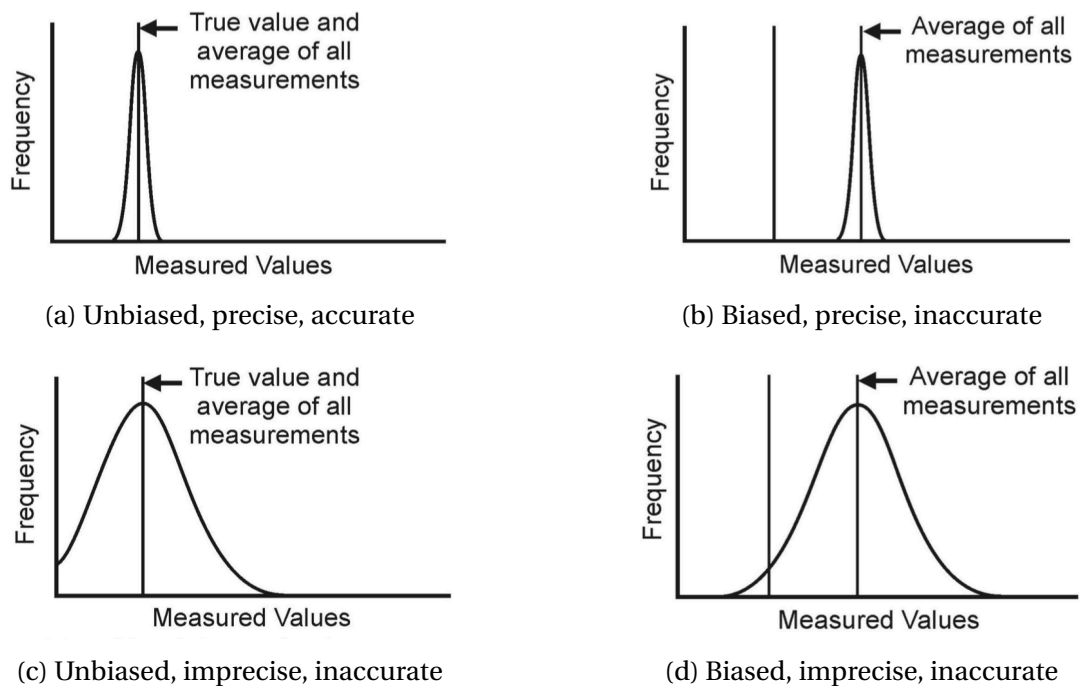 True value and
average of all
measurements
Frequency
Measured Values
(a) Unbiased, precise, accurate
Average of all
measurements
Frequency
Measured Values
(b) Biased, precise, inaccurate
True value and
average of all
measurements
Frequency
Measured Values
(c) Unbiased, imprecise, inaccurate
Average of all
measurements
Frequency
Measured Values
(d) Biased, imprecise, inaccurate